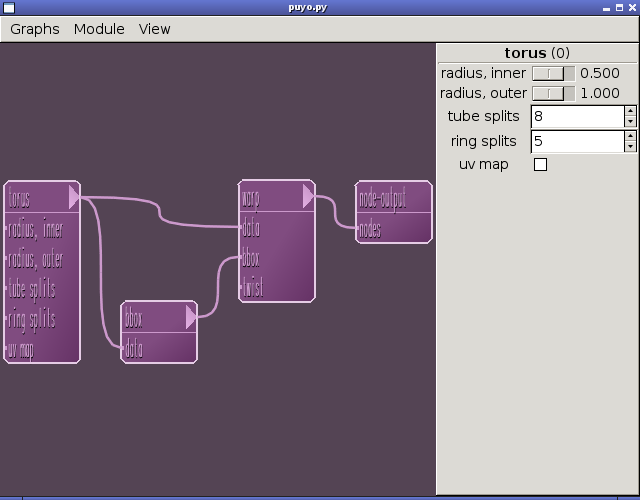 puyo.py
Graphs Module View
torus (0)
radius, inner 0.500
radius, outer 1.000
tube splits 8
ring splits 5
uv map
torus
radius, inner
radius, outer
tube splits
ring splits
uv map
bbox
data
warp
data
bbox
twist
node-output
nodes